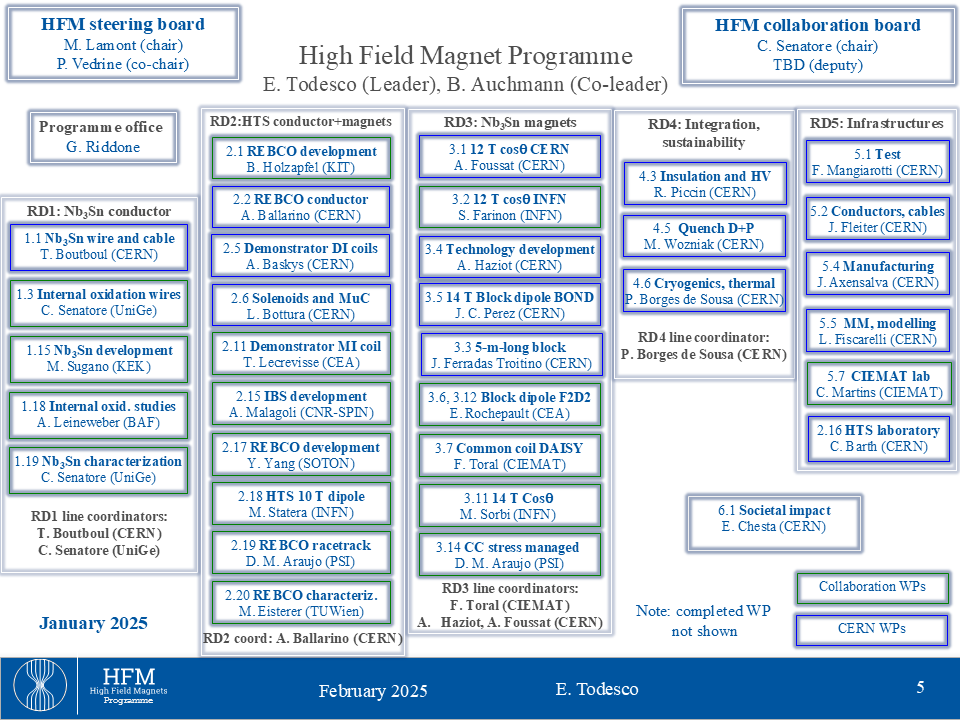 HFM steering board
M. Lamont (chair)
P. Vedrine (co-chair)
High Field Magnet Programme
E. Todesco (Leader), B. Auchmann (Co-leader)
HFM collaboration board
C. Senatore (chair)
TBD (deputy)
Programme office
G. Riddone
RD1: Nb3Sn conductor
1.1 Nb3Sn wire and cable
T. Boutboul (CERN)
1.3 Internal oxidation wires
C. Senatore (UniGe)
1.15 Nb3Sn development
M. Sugano (KEK)
1.18 Internal oxid. studies
A. Leineweber (BAF)
1.19 Nb3Sn characterization
C. Senatore (UniGe)
RD1 line coordinators:
T. Boutboul (CERN)
C. Senatore (UniGe)
January 2025
RD2:HTS conductor+magnets
2.1 REBCO development
B. Holzapfel (KIT)
2.2 REBCO conductor
A. Ballarino (CERN)
2.5 Demonstrator DI coils
A. Baskys (CERN)
2.6 Solenoids and MuC
L. Bottura (CERN)
2.11 Demonstrator MI coil
T. Lecrevisse (CEA)
2.15 IBS development
A. Malagoli (CNR-SPIN)
2.17 REBCO development
Y. Yang (SOTON)
2.18 HTS 10 T dipole
M. Statera (INFN)
2.19 REBCO racetrack
D. M. Araujo (PSI)
2.20 REBCO characteriz.
M. Eisterer (TUWien)
RD2 coord: A. Ballarino (CERN)
RD3: Nb3Sn magnets
3.1 12 T cosθ CERN
A. Foussat (CERN)
3.2 12 T cosθ INFN
S. Farinon (INFN)
3.4 Technology development
A. Haziot (CERN)
3.5 14 T Block dipole BOND
J. C. Perez (CERN)
3.3 5-m-long block
J. Ferradas Troitino (CERN)
3.6, 3.12 Block dipole F2D2
E. Rochepault (CEA)
3.7 Common coil DAISY
F. Toral (CIEMAT)
3.11 14 T Cosθ
M. Sorbi (INFN)
3.14 CC stress managed
D. M. Araujo (PSI)
RD3 line coordinators:
F. Toral (CIEMAT)
A. Haziot, A. Foussat (CERN)
RD4: Integration,
sustainability
4.3 Insulation and HV
R. Piccin (CERN)
4.5 Quench D+P
M. Wozniak (CERN)
4.6 Cryogenics, thermal
P. Borges de Sousa (CERN)
RD4 line coordinator:
P. Borges de Sousa (CERN)
RD5: Infrastructures
5.1 Test
F. Mangiarotti (CERN)
5.2 Conductors, cables
J. Fleiter (CERN)
5.4 Manufacturing
J. Axensalva (CERN)
5.5 MM, modelling
L. Fiscarelli (CERN)
5.7 CIEMAT lab
C. Martins (CIEMAT)
2.16 HTS laboratory
C. Barth (CERN)
6.1 Societal impact
E. Chesta (CERN)
Note: completed WP
not shown
Collaboration WPs
CERN WPs
HFM
High Field Magnets
Programme
February 2025
E. Todesco
5